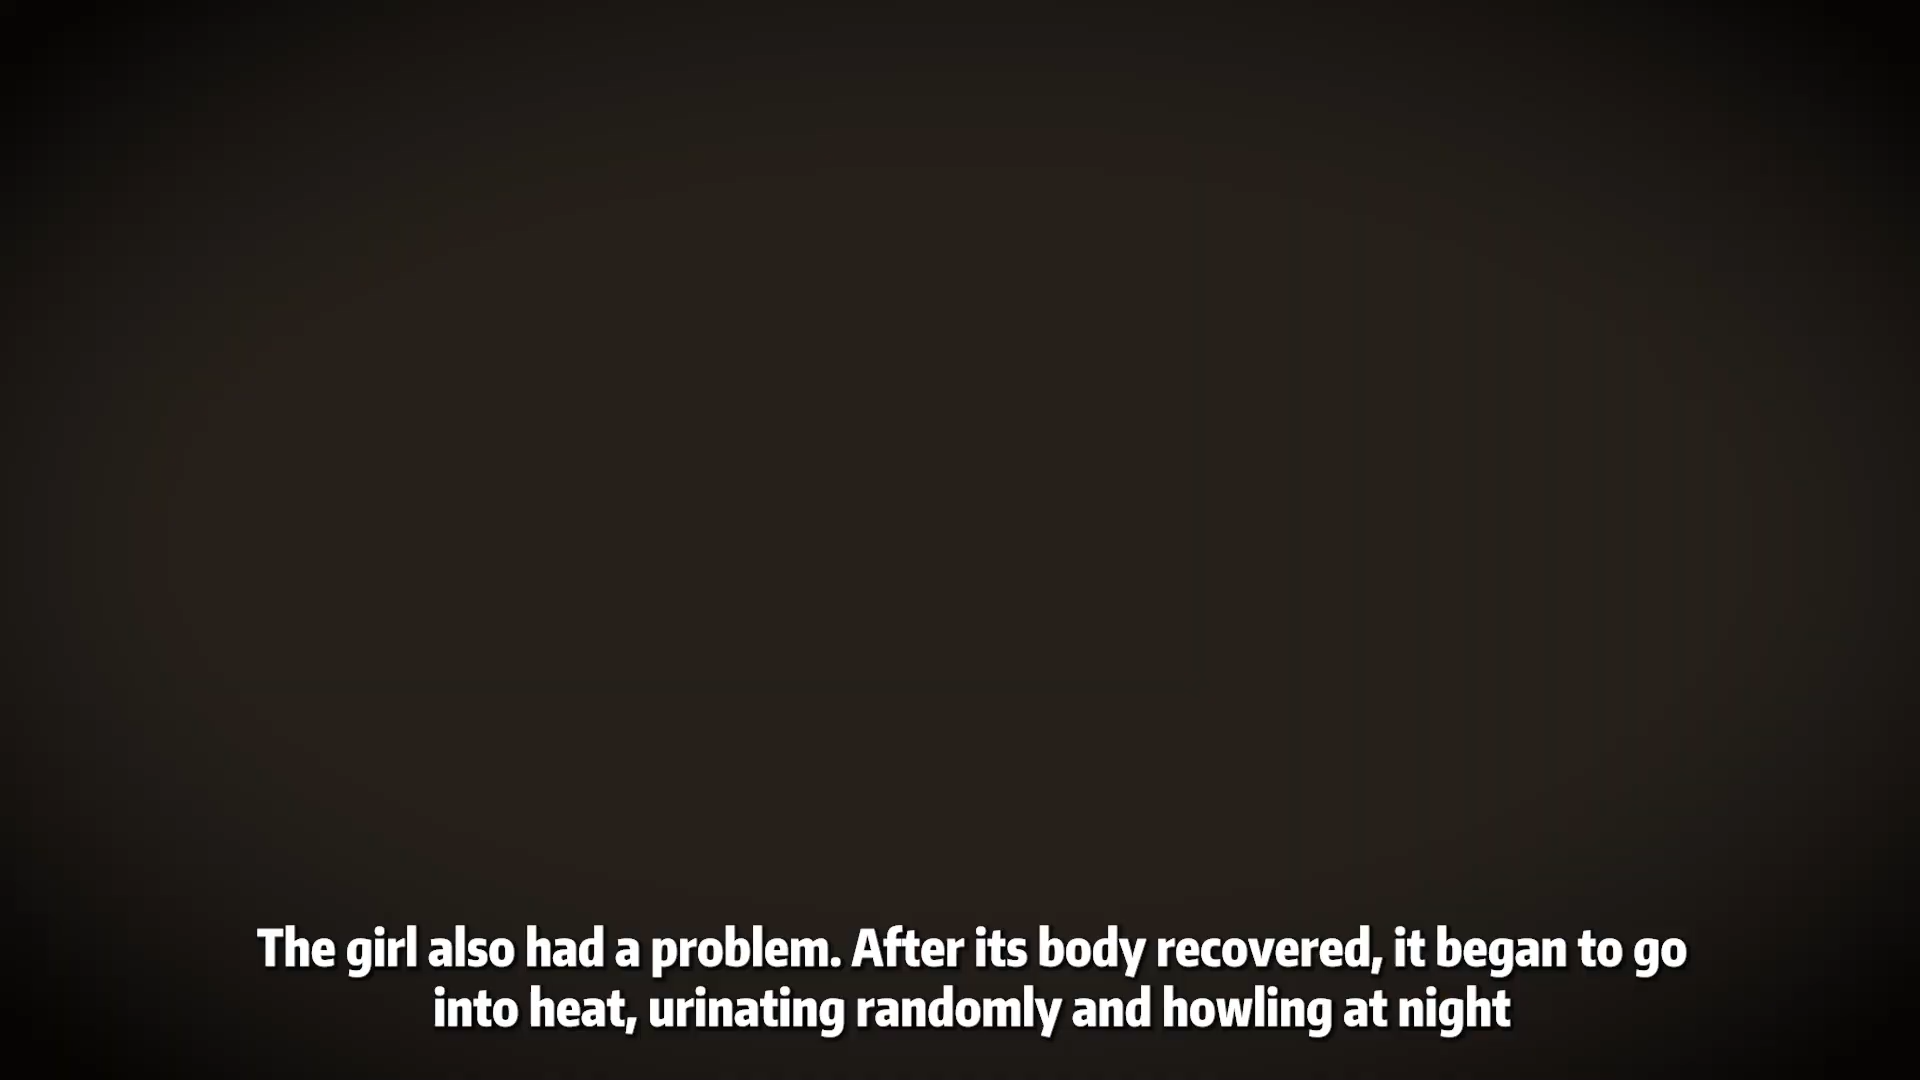 The girl also had a problem. After its body recovered, it began to go
into heat, urinating randomly and howling at night